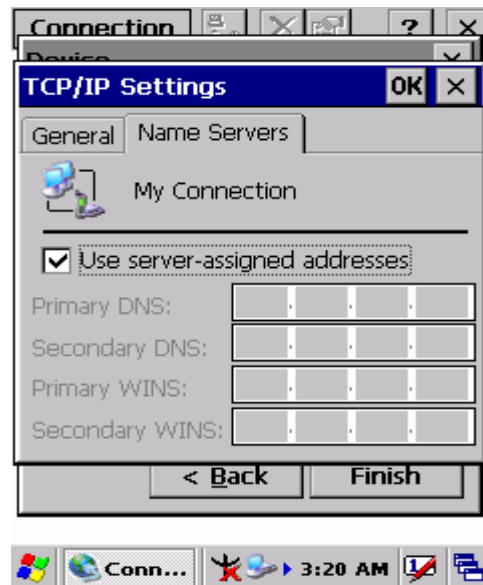 Connection ? ×
Device
TCP/IP Settings OK ×
General Name Servers
My Connection
Use server-assigned addresses
Primary DNS:
Secondary DNS:
Primary WINS:
Secondary WINS:
< Back Finish
Conn... 3:20 AM